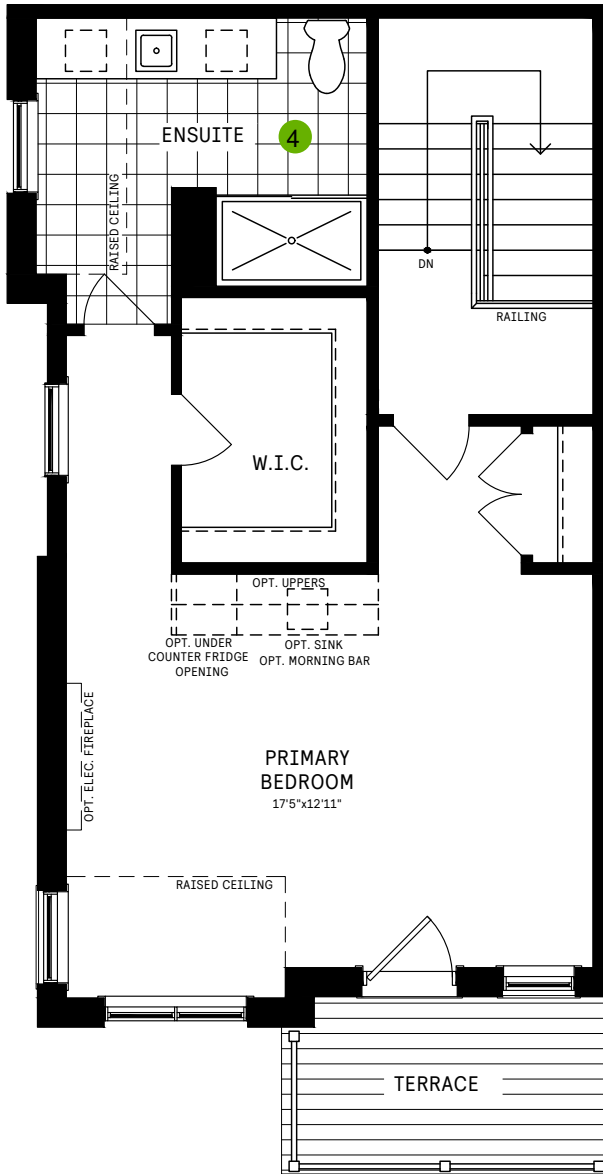 ENSUITE
4
RAISED CEILING
DN
RAILING
W.I.C.
OPT. UPPERS
OPT. UNDER
COUNTER FRIDGE
OPENING
OPT. SINK
OPT. MORNING BAR
OPT. ELEC. FIREPLACE
PRIMARY
BEDROOM
17'5"x12'11"
RAISED CEILING
TERRACE